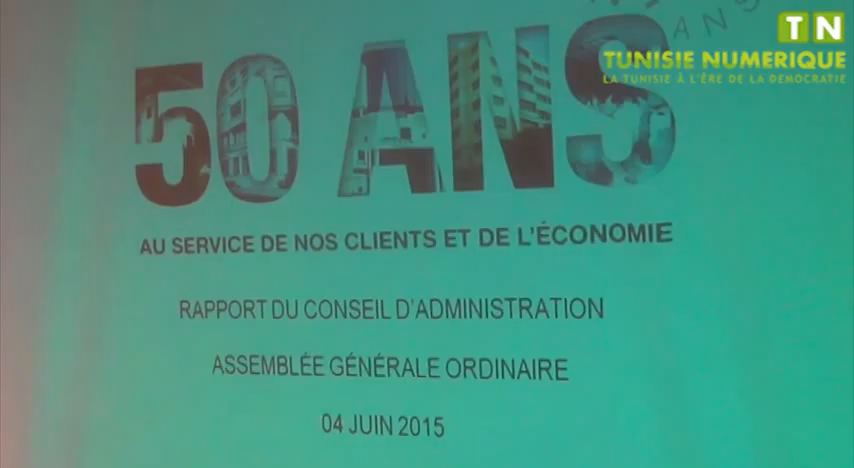 ANS
TN
TUNISIE NUMERIQUE
LA TUNISIE À L'ÈRE DE LA DEMOCRATIE
50 ANS
AU SERVICE DE NOS CLIENTS ET DE L'ÉCONOMIE
RAPPORT DU CONSEIL D'ADMINISTRATION
ASSEMBLÉE GÉNÉRALE ORDINAIRE
04 JUIN 2015